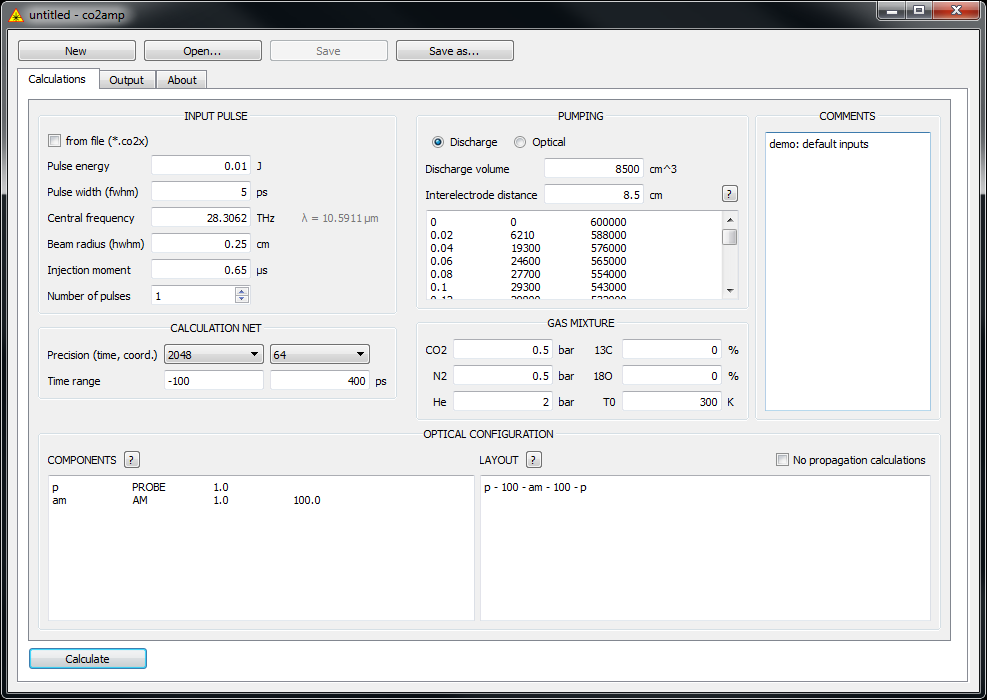 untitled - co2amp
New Open... Save Save as...
Calculations Output About
INPUT PULSE
from file (*.co2x)
Pulse energy 0.01 J
Pulse width (fwhm) 5 ps
Central frequency 28.3062 THz λ = 10.5911 µm
Beam radius (hwhm) 0.25 cm
Injection moment 0.65 µs
Number of pulses 1
CALCULATION NET
Precision (time, coord.) 2048 64
Time range -100 400 ps
PUMPING
Discharge Optical
Discharge volume 8500 cm^3
Interelectrode distance 8.5 cm ?
0 0 600000
0.02 6210 588000
0.04 19300 576000
0.06 24600 565000
0.08 27700 554000
0.1 29300 543000
GAS MIXTURE
CO2 0.5 bar 13C 0 %
N2 0.5 bar 18O 0 %
He 2 bar T0 300 K
COMMENTS
demo: default inputs
OPTICAL CONFIGURATION
COMPONENTS ?
p PROBE 1.0
am AM 1.0 100.0
LAYOUT ? No propagation calculations
p - 100 - am - 100 - p
Calculate